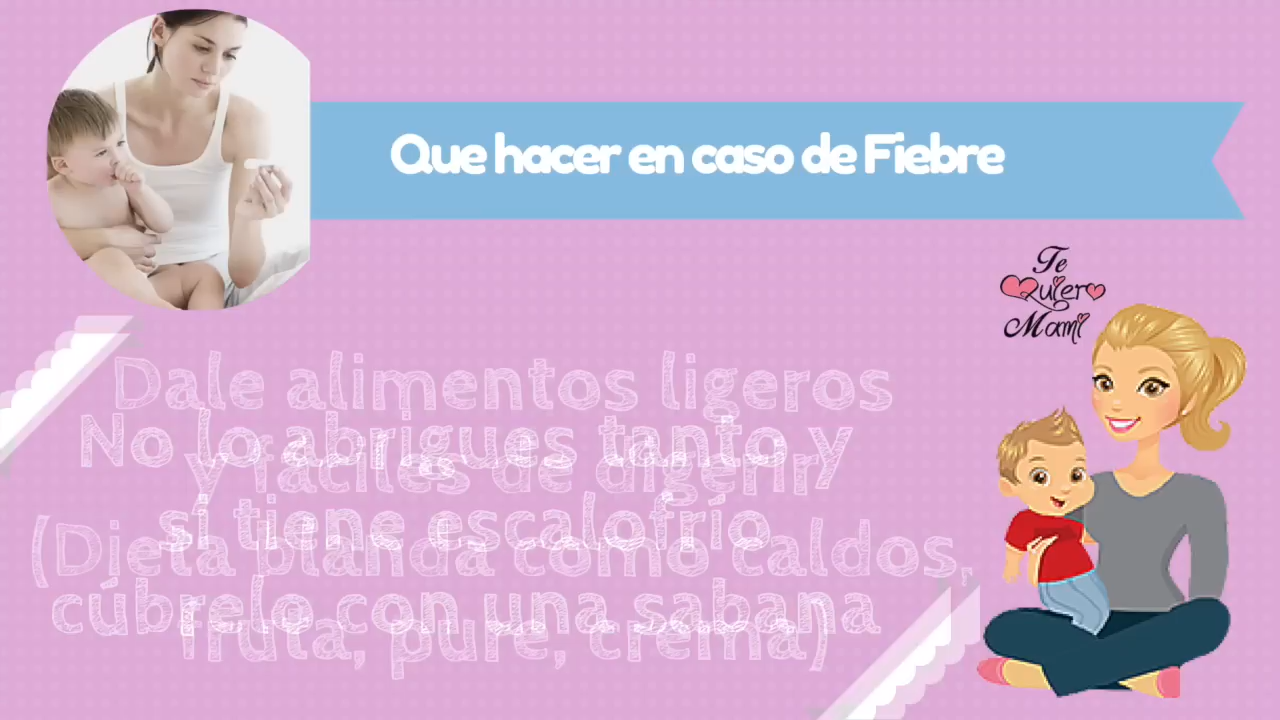 Que hacer en caso de Fiebre
Te
Quiero
Mami
Dale alimentos ligeros
y fáciles de digerir
(Dieta blanda como caldos,
fruta, pure, crema)
No lo abrigues tanto y
si tiene escalofrío
cúbrelo con una sabana